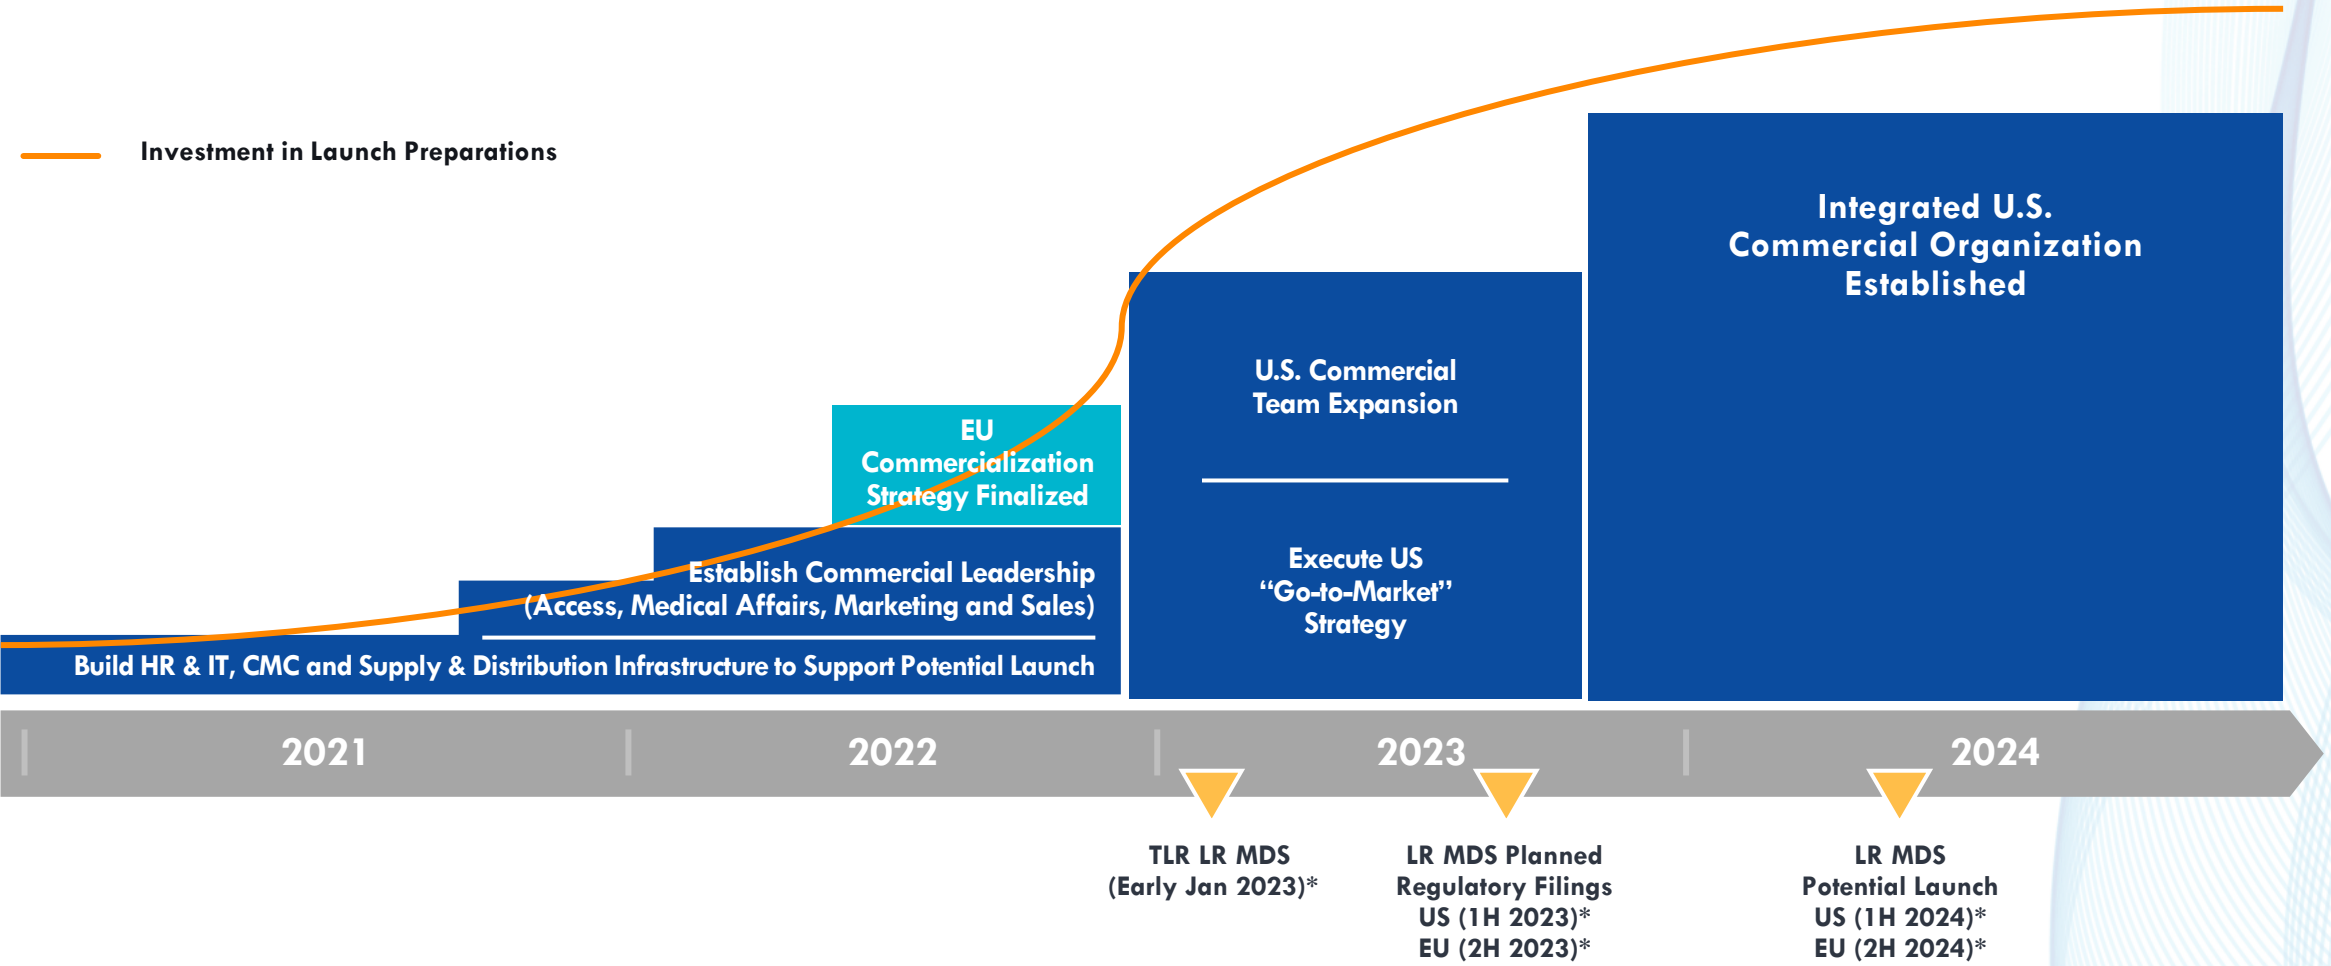 Investment in Launch Preparations
Integrated U.S.
Commercial Organization
Established
U.S. Commercial
Team Expansion
EU
Commercialization
Strategy Finalized
Execute US
“Go-to-Market”
Strategy
Establish Commercial Leadership
(Access, Medical Affairs, Marketing and Sales)
Build HR & IT, CMC and Supply & Distribution Infrastructure to Support Potential Launch
2021
2022
2023
2024
TLR LR MDS
(Early Jan 2023)*
LR MDS Planned
Regulatory Filings
US (1H 2023)*
EU (2H 2023)*
LR MDS
Potential Launch
US (1H 2024)*
EU (2H 2024)*